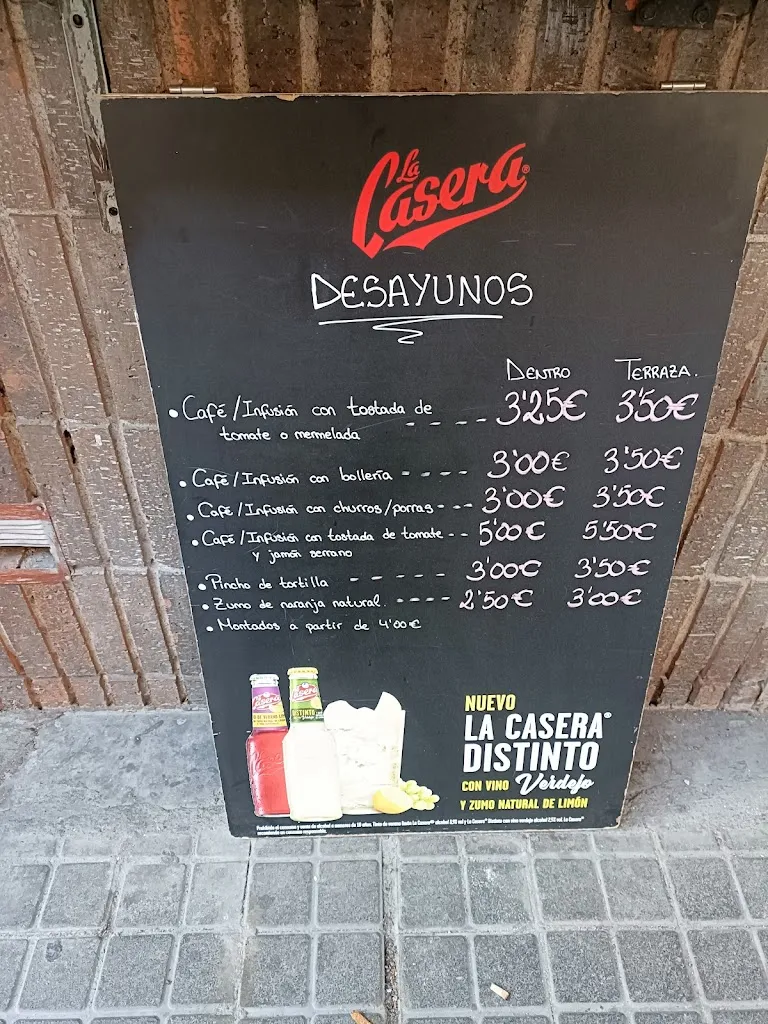 La Casera®
DESAYUNOS
DENTRO TERRAZA.
• Café/Infusión con tostada de tomate o mermelada ---- 3'25€ 3'50€
• Café/Infusión con bollería ---- 3'00€ 3'50€
• Café/Infusión con churros/porras --- 3'00€ 3'50€
• Café/Infusión con tostada de tomate -- 5'00€ 5'50€
y jamón serrano
• Pincho de tortilla ------ 3'00€ 3'50€
• Zumo de naranja natural. ---- 2'50€ 3'00€
• Montados a partir de 4'00€
NUEVO
LA CASERA®
DISTINTO
CON VINO Verdejo
Y ZUMO NATURAL DE LIMÓN